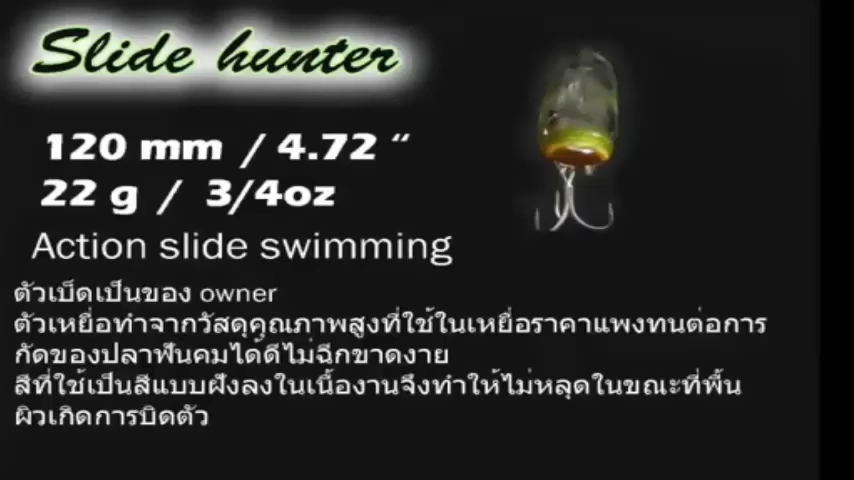 Slide hunter
120 mm / 4.72 “
22 g / 3/4oz
Action slide swimming
ตัวเบ็ดเป็นของ owner
ตัวเหยื่อทำจากวัสดุคุณภาพสูงที่ใช้ในเหยื่อราคาแพงทนต่อการ
กัดของปลาฟันคมได้ดีไม่ฉีกขาดงาย
สีที่ใช้เป็นสีแบบฝังลงในเนื้องานจึงทำให้ไม่หลุดในขณะที่พื้น
ผิวเกิดการบิดตัว